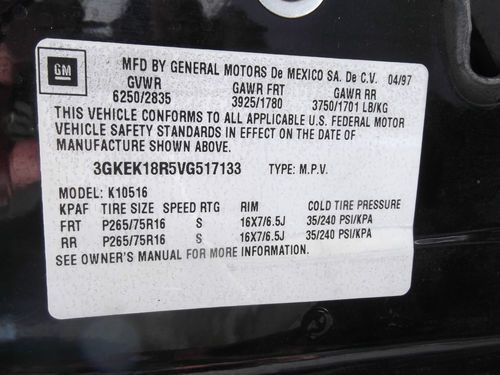 GM
MFD BY GENERAL MOTORS De MEXICO SA. De C.V. 04/97
GVWR GAWR FRT GAWR RR
6250/2835 3925/1780 3750/1701 LB/KG
THIS VEHICLE CONFORMS TO ALL APPLICABLE U.S. FEDERAL MOTOR
VEHICLE SAFETY STANDARDS IN EFFECT ON THE DATE OF
MANUFACTURE SHOWN ABOVE.
3GKEK18R5VG517133 TYPE: M.P.V.
MODEL: K10516
KPAF TIRE SIZE SPEED RTG RIM COLD TIRE PRESSURE
FRT P265/75R16 S 16X7/6.5J 35/240 PSI/KPA
RR P265/75R16 S 16X7/6.5J 35/240 PSI/KPA
SEE OWNER'S MANUAL FOR MORE INFORMATION.